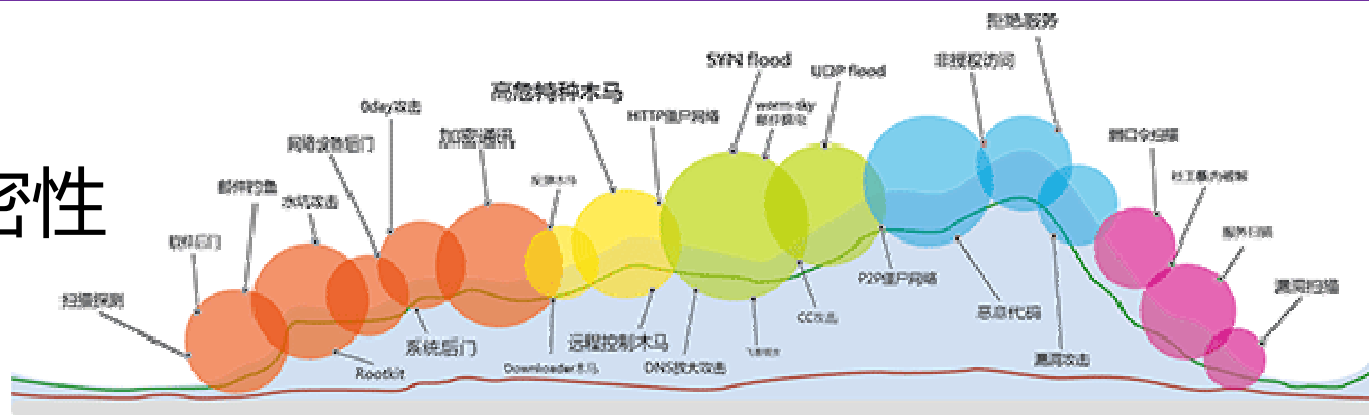 密性
扫描探测
软件后门
邮件钓鱼
水坑攻击
网络设备后门
0day攻击
加密通讯
高危特种木马
HTTP僵尸网络
SYN flood
UDP flood
非授权访问
拒绝服务
弱口令扫描
社工暴力破解
服务扫描
漏洞扫描
Rootkit
系统后门
Downloader木马
远程控制木马
DNS放大攻击
CC攻击
P2P僵尸网络
恶意代码
漏洞攻击